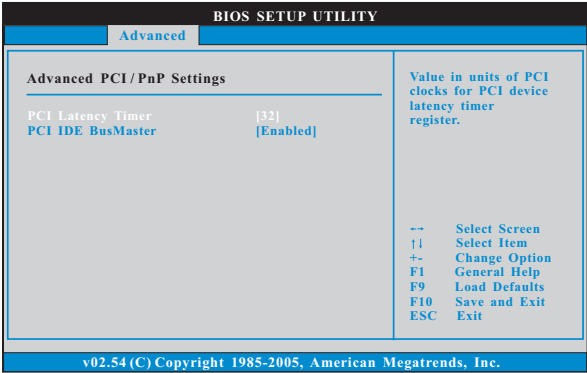 BIOS SETUP UTILITY
Advanced
Advanced PCI / PnP Settings
PCI Latency Timer [32]
PCI IDE BusMaster [Enabled]
Value in units of PCI
clocks for PCI device
latency timer
register.
←→ Select Screen
↑↓ Select Item
+- Change Option
F1 General Help
F9 Load Defaults
F10 Save and Exit
ESC Exit
v02.54 (C) Copyright 1985-2005, American Megatrends, Inc.